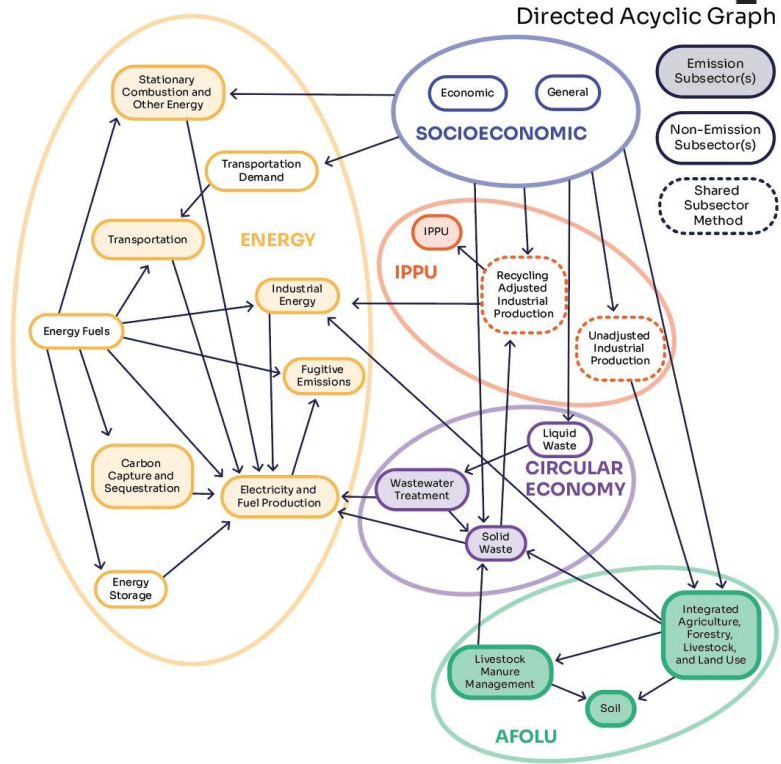 Directed Acyclic Graph
Emission
Subsector(s)
Non-Emission
Subsector(s)
Shared
Subsector
Method
Economic
General
SOCIOECONOMIC
Stationary
Combustion and
Other Energy
Transportation
Demand
Transportation
ENERGY
Industrial
Energy
Energy Fuels
Fugitive
Emissions
Carbon
Capture and
Sequestration
Electricity and
Fuel Production
Energy
Storage
IPPU
IPPU
Recycling
Adjusted
Industrial
Production
Unadjusted
Industrial
Production
Liquid
Waste
CIRCULAR
ECONOMY
Wastewater
Treatment
Solid
Waste
Integrated
Agriculture,
Forestry,
Livestock,
and Land Use
Livestock
Manure
Management
Soil
AFOLU